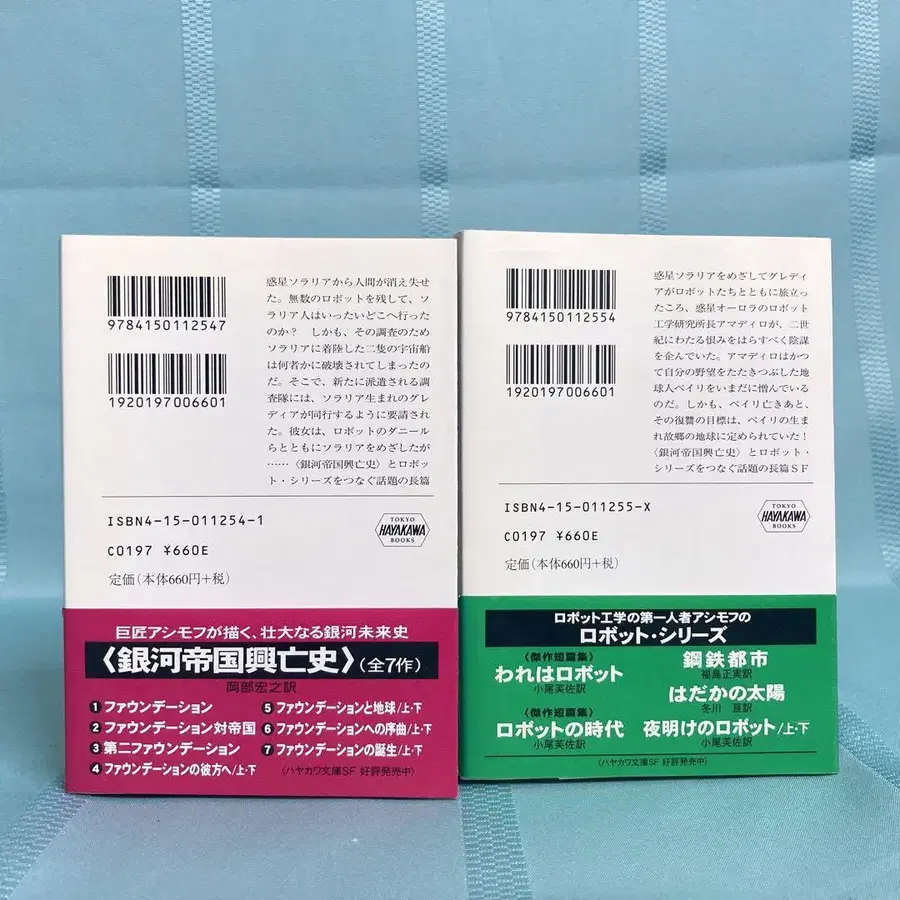 9784150112547
1920197006601
惑星ソラリアから人間が消え失せ
た。無数のロボットを残して、ソ
ラリア人はいったいどこへ行った
のか？　しかも、その調査のため
ソラリアに着陸した二隻の宇宙船
は何者かに破壊されてしまったの
だ。そこで、新たに派遣される調
査隊には、ソラリア生まれのグレ
ディアが同行するように要請され
た。彼女は、ロボットのダニール
らとともにソラリアをめざしたが
……〈銀河帝国興亡史〉とロボッ
ト・シリーズをつなぐ話題の長篇
ISBN4-15-011254-1
C0197 ¥660E
定価（本体660円+税）
TOKYO
HAYAKAWA
BOOKS
巨匠アシモフが描く、壮大なる銀河未来史
〈銀河帝国興亡史〉（全7作）
岡部宏之訳
❶ファウンデーション
❷ファウンデーション対帝国
❸第二ファウンデーション
❹ファウンデーションの彼方へ/上・下
❺ファウンデーションと地球/上・下
❻ファウンデーションへの序曲/上・下
❼ファウンデーションの誕生/上・下
〈ハヤカワ文庫SF 好評発売中〉
9784150112554
1920197006601
惑星ソラリアをめざしてグレディ
アがロボットたちとともに旅立っ
たころ、惑星オーロラのロボット
工学研究所長アマディロが、二世
紀にわたる恨みをはらすべく陰謀
を企んでいた。アマディロはかつ
て自分の野望をたたきつぶした地
球人ベイリをいまだに憎んでいる
のだ。しかも、ベイリ亡きあと、
その復讐の目標は、ベイリの生ま
れ故郷の地球に定められていた！
〈銀河帝国興亡史〉とロボット・
シリーズをつなぐ話題の長篇ＳＦ
ISBN4-15-011255-X
C0197 ¥660E
定価（本体660円+税）
TOKYO
HAYAKAWA
BOOKS
ロボット工学の第一人者アシモフの
ロボット・シリーズ
〈傑作短篇集〉
われはロボット
小尾芙佐訳
〈傑作短篇集〉
ロボットの時代
小尾芙佐訳
鋼鉄都市
福島正実訳
はだかの太陽
冬川　亘訳
夜明けのロボット/上・下
小尾芙佐訳
〈ハヤカワ文庫SF 好評発売中〉